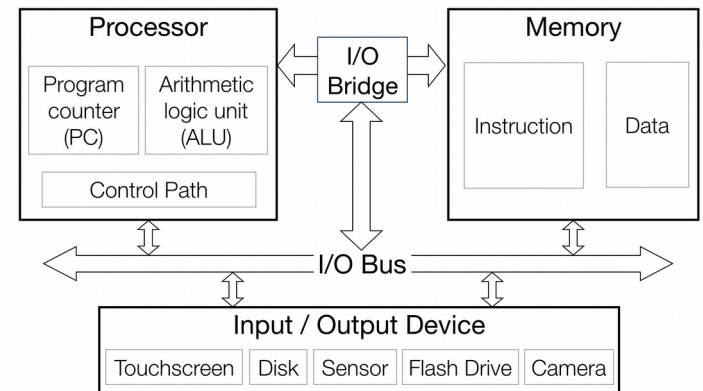 Processor
Program
counter
(PC)
Arithmetic
logic unit
(ALU)
Control Path
I/O
Bridge
Memory
Instruction
Data
I/O Bus
Input / Output Device
Touchscreen
Disk
Sensor
Flash Drive
Camera